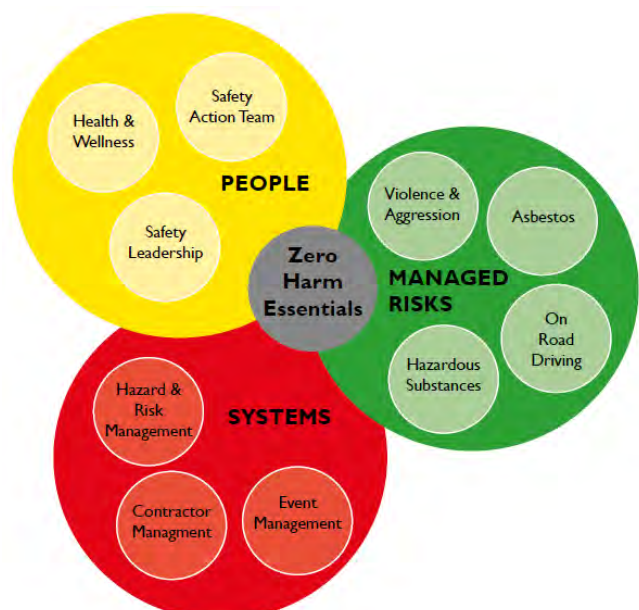 Safety
Action Team
Health &
Wellness
PEOPLE
Safety
Leadership
Violence &
Aggression
Asbestos
Zero
Harm
Essentials
MANAGED
RISKS
On
Road
Driving
Hazardous
Substances
Hazard &
Risk
Management
SYSTEMS
Contractor
Managment
Event
Management